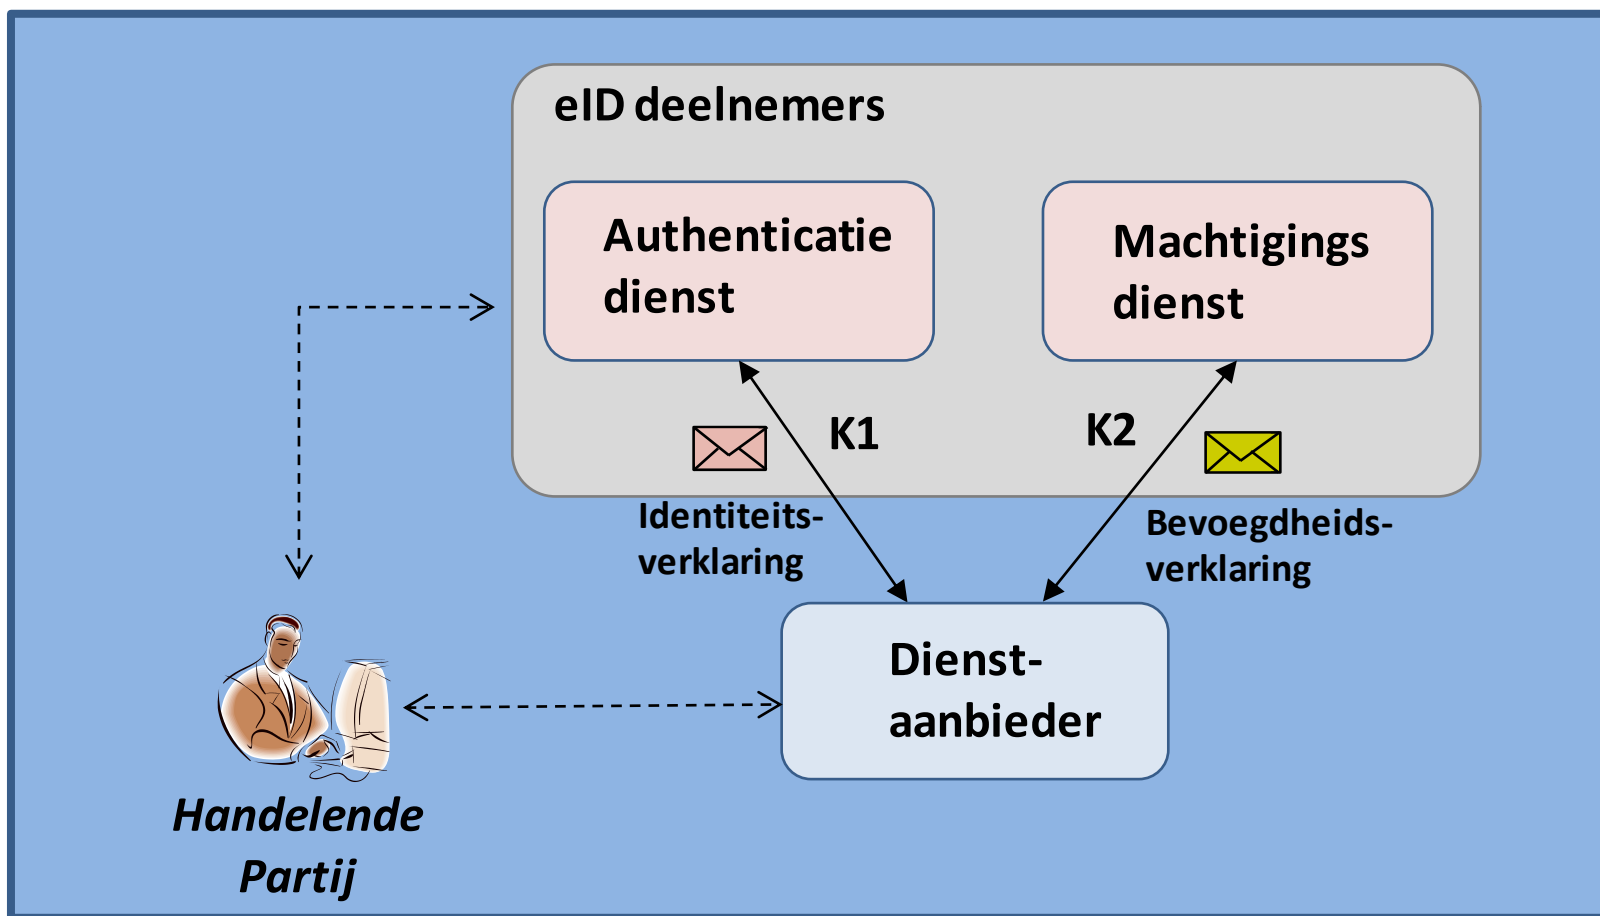 eID deelnemers
Authenticatie
dienst
Machtigings
dienst
K1
K2
Identiteits-
verklaring
Bevoegdheids-
verklaring
Dienst-
aanbieder
Handelende
Partij